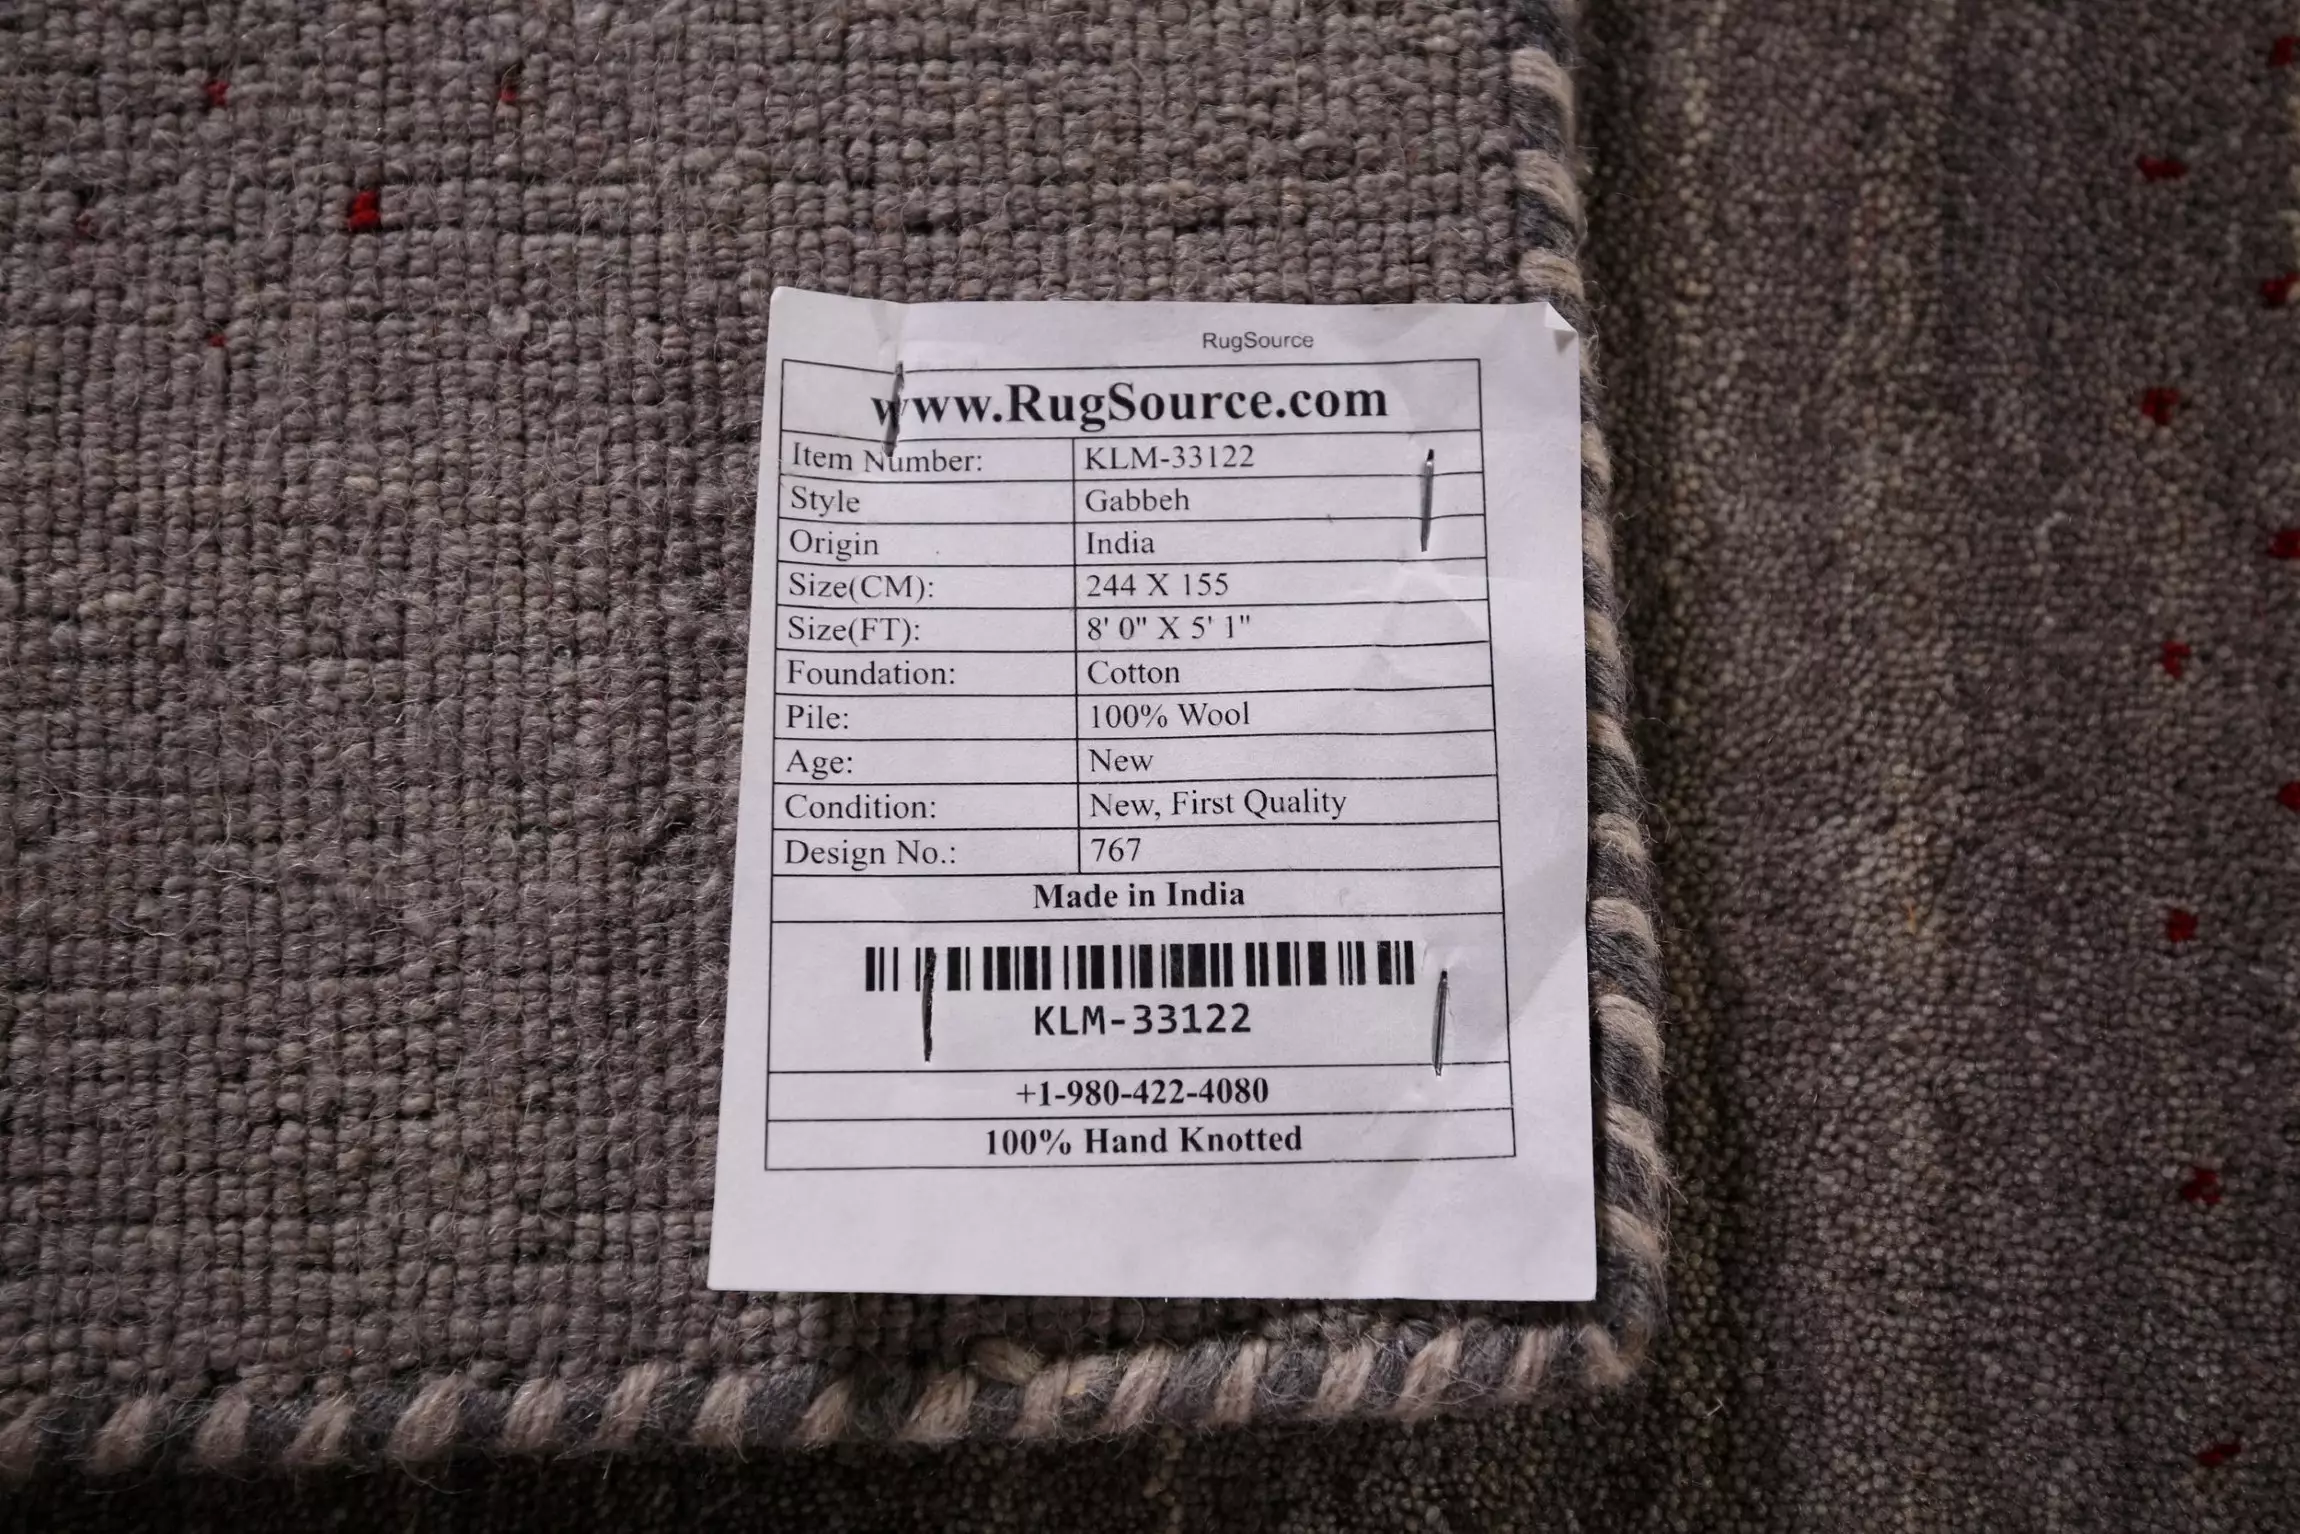 RugSource
www.RugSource.com
Item Number: KLM-33122
Style Gabbeh
Origin India
Size(CM): 244 X 155
Size(FT): 8' 0" X 5' 1"
Foundation: Cotton
Pile: 100% Wool
Age: New
Condition: New, First Quality
Design No.: 767
Made in India
KLM-33122
+1-980-422-4080
100% Hand Knotted